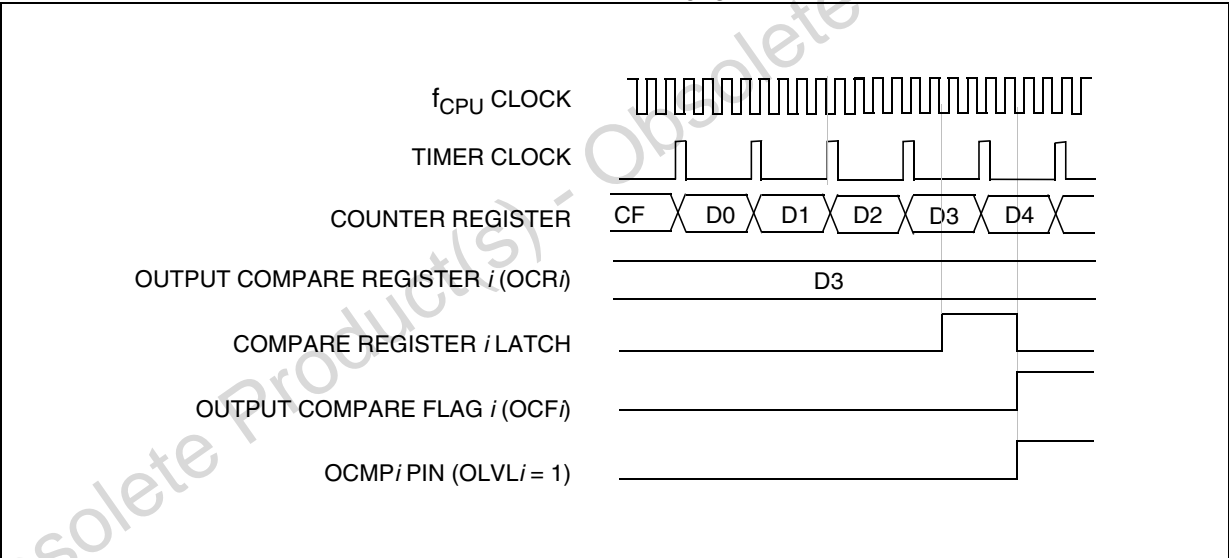 fCPU CLOCK
TIMER CLOCK
COUNTER REGISTER CF D0 D1 D2 D3 D4
OUTPUT COMPARE REGISTER i (OCRi) D3
COMPARE REGISTER i LATCH
OUTPUT COMPARE FLAG i (OCFi)
OCMPi PIN (OLVLi = 1)
solete Product(s) - Obsolete